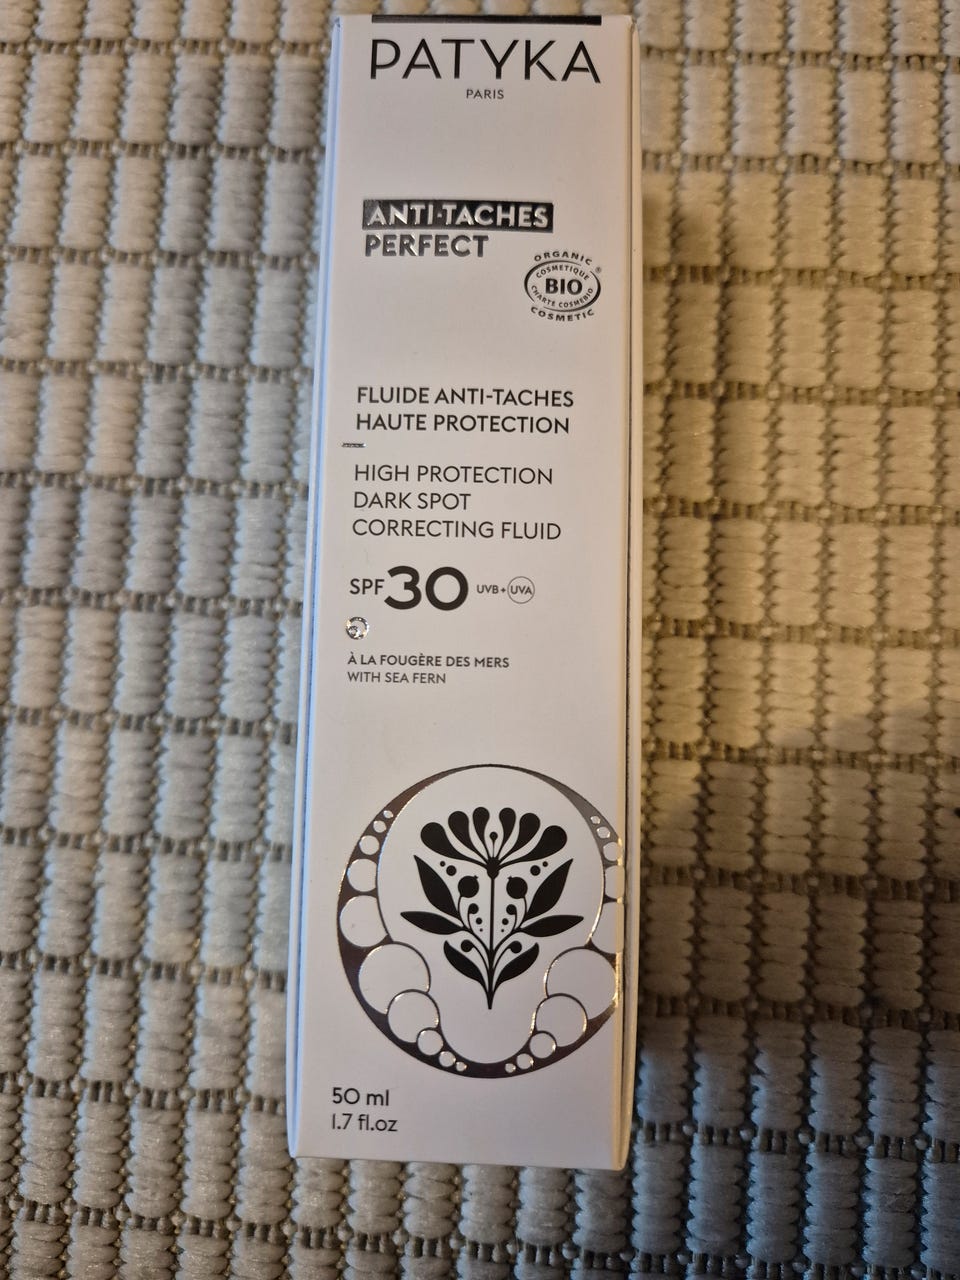 PATYKA
PARIS
ANTI-TACHES
PERFECT
ORGANIC
COSMETIQUE
BIO
CHARTE COSMEBIO
COSMETIC
®
FLUIDE ANTI-TACHES
HAUTE PROTECTION
HIGH PROTECTION
DARK SPOT
CORRECTING FLUID
SPF 30 UVB+UVA
À LA FOUGÈRE DES MERS
WITH SEA FERN
50 ml
1.7 fl.oz